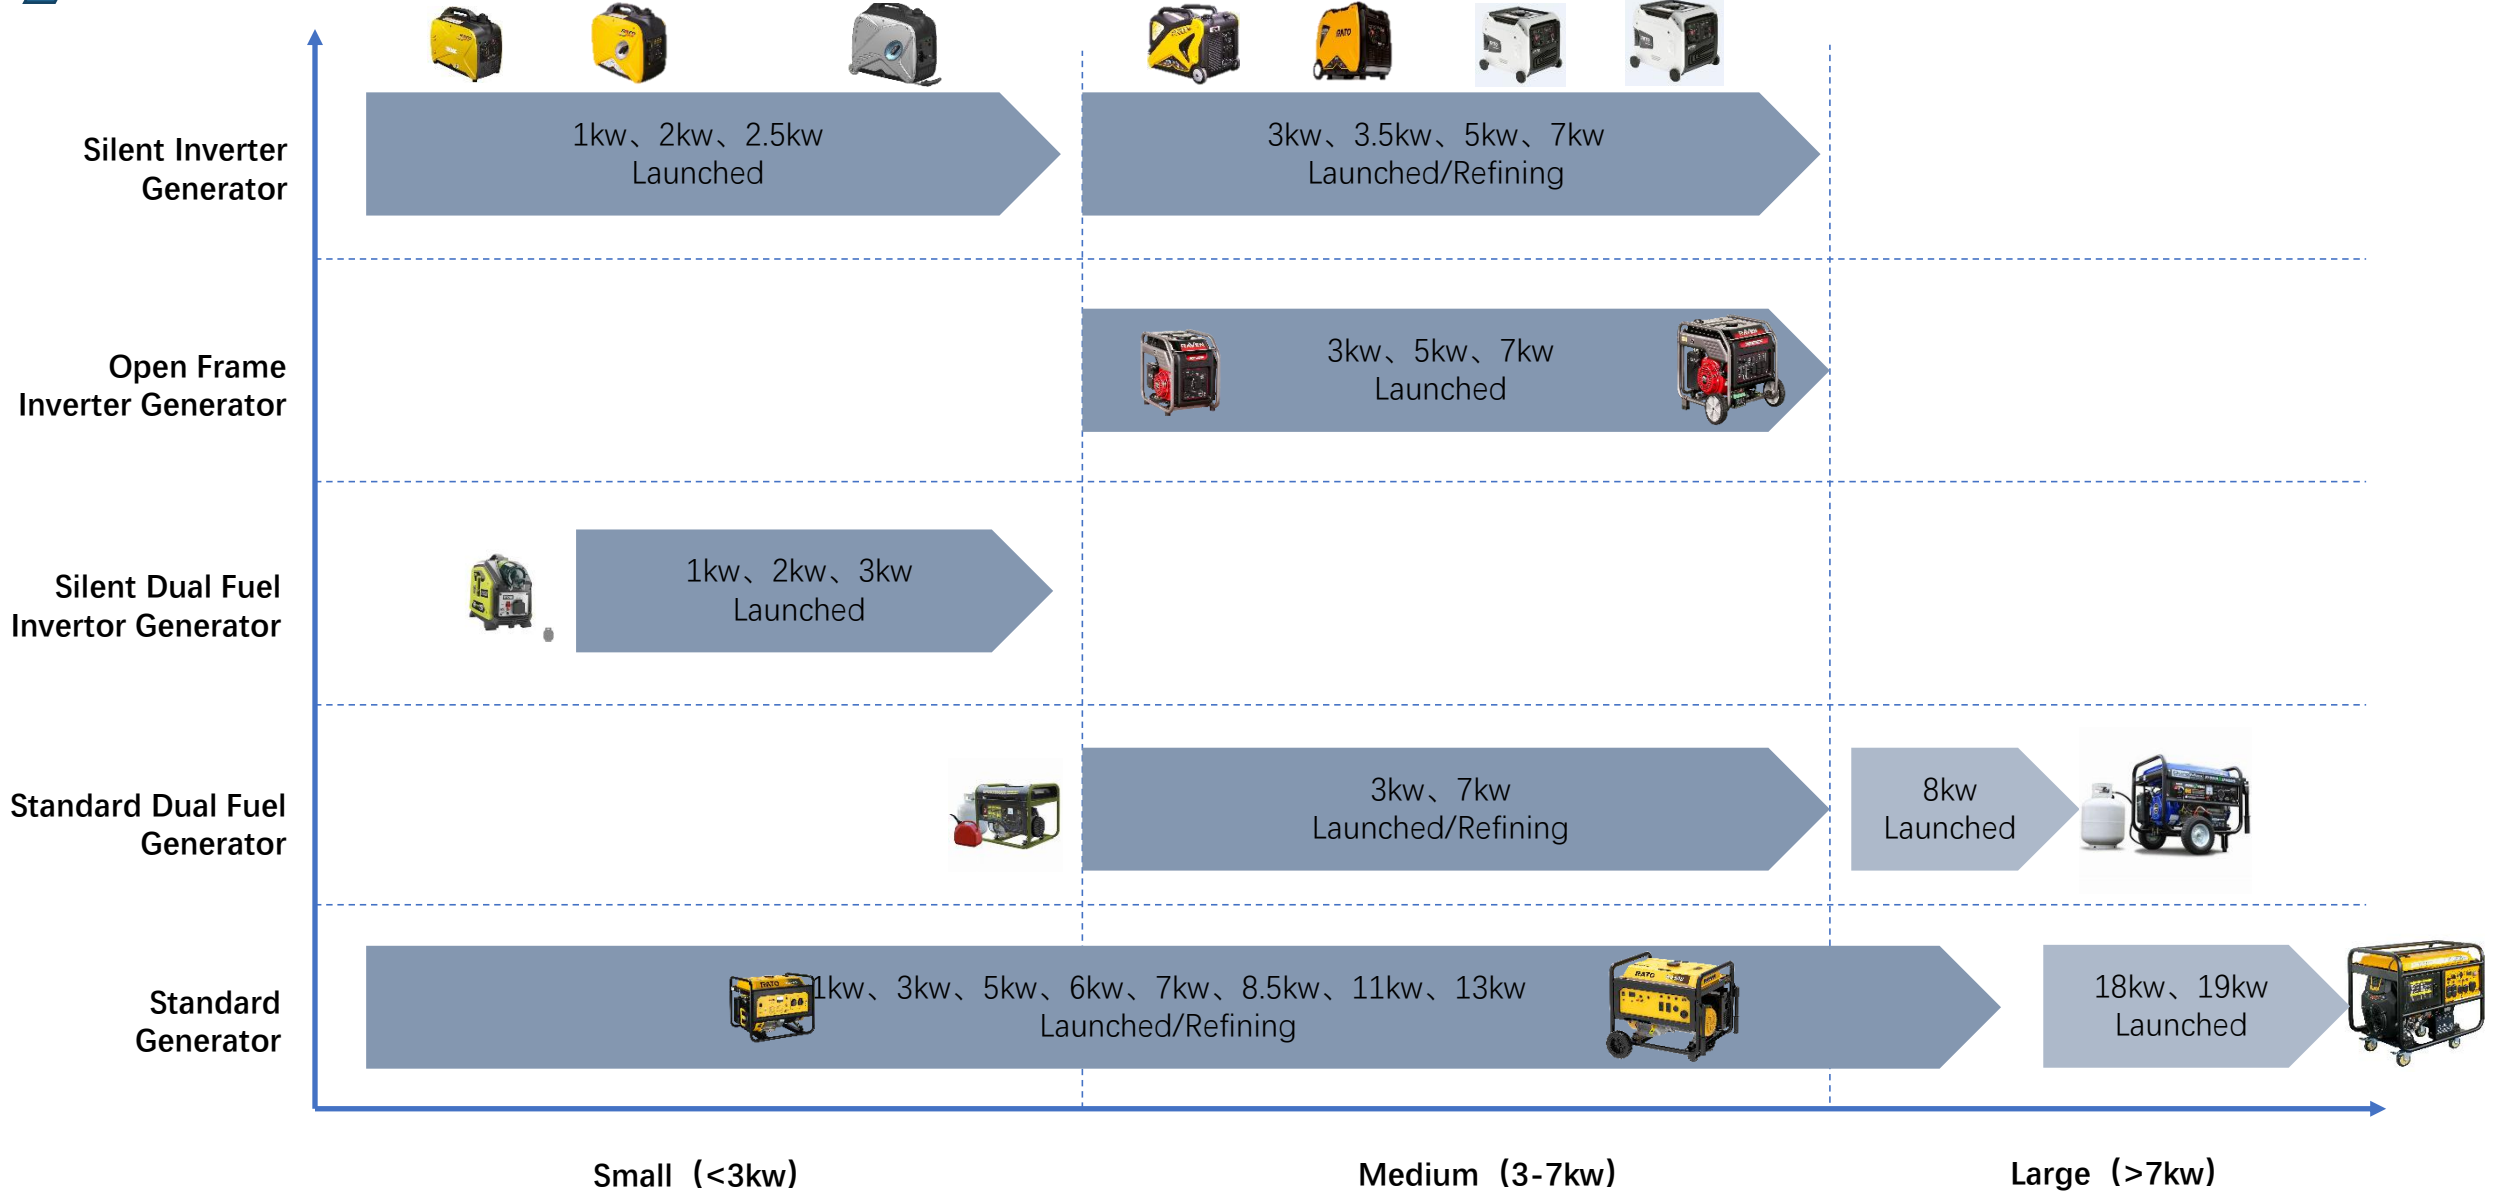 Silent Inverter
Generator
1kw、2kw、2.5kw
Launched
3kw、3.5kw、5kw、7kw
Launched/Refining
Open Frame
Inverter Generator
3kw、5kw、7kw
Launched
Silent Dual Fuel
Invertor Generator
1kw、2kw、3kw
Launched
Standard Dual Fuel
Generator
3kw、7kw
Launched/Refining
8kw
Launched
Standard
Generator
1kw、3kw、5kw、6kw、7kw、8.5kw、11kw、13kw
Launched/Refining
RATO
RATO
18kw、19kw
Launched
Small（<3kw）
Medium（3-7kw）
Large（>7kw）